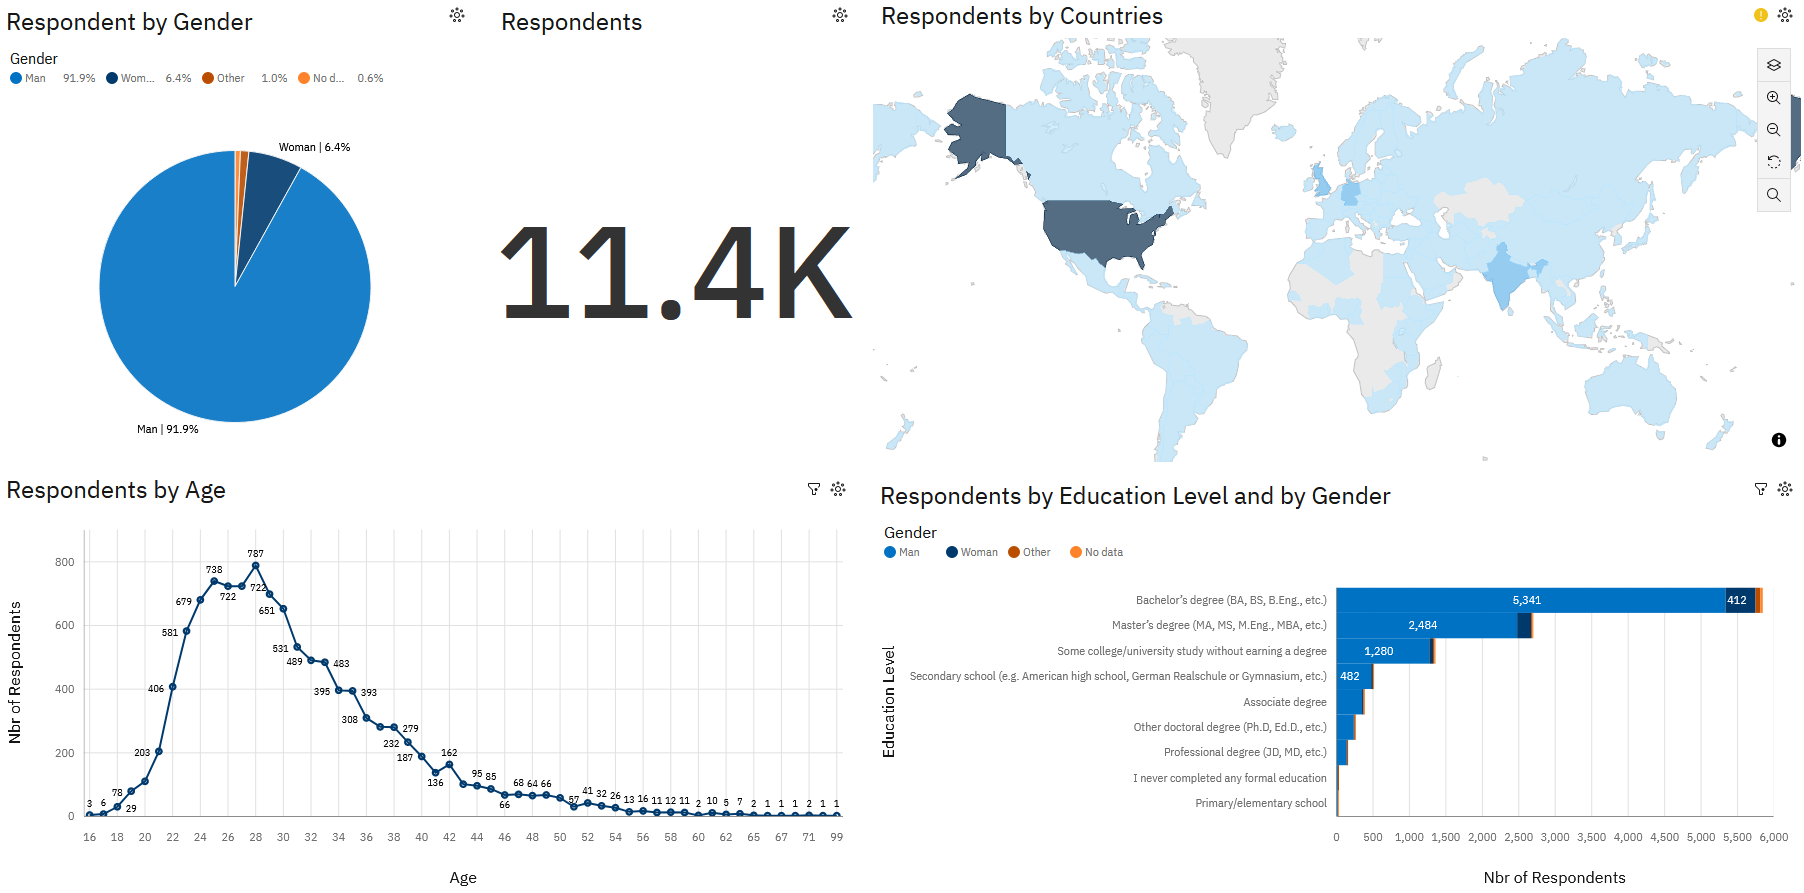 Respondent by Gender
Gender
Man 91.9% Wom... 6.4% Other 1.0% No d... 0.6%
Woman | 6.4%
Man | 91.9%
Respondents
11.4K
Respondents by Countries
Respondents by Age
Nbr of Respondents
800
600
400
200
0
3 6 78 29 203 406 581 679 738 722 722 787 651 531 489 483 395 393 308 279 232 187 136 162 95 85 66 68 64 66 57 41 32 26 13 16 11 12 11 2 10 5 7 2 1 1 1 2 1 1
16 18 20 22 24 26 28 30 32 34 36 38 40 42 44 46 48 50 52 54 56 58 60 62 65 67 71 99
Age
Respondents by Education Level and by Gender
Gender
Man Woman Other No data
Education Level
Bachelor’s degree (BA, BS, B.Eng., etc.) 5,341 412
Master’s degree (MA, MS, M.Eng., MBA, etc.) 2,484
Some college/university study without earning a degree 1,280
Secondary school (e.g. American high school, German Realschule or Gymnasium, etc.) 482
Associate degree
Other doctoral degree (Ph.D, Ed.D., etc.)
Professional degree (JD, MD, etc.)
I never completed any formal education
Primary/elementary school
0 500 1,000 1,500 2,000 2,500 3,000 3,500 4,000 4,500 5,000 5,500 6,000
Nbr of Respondents